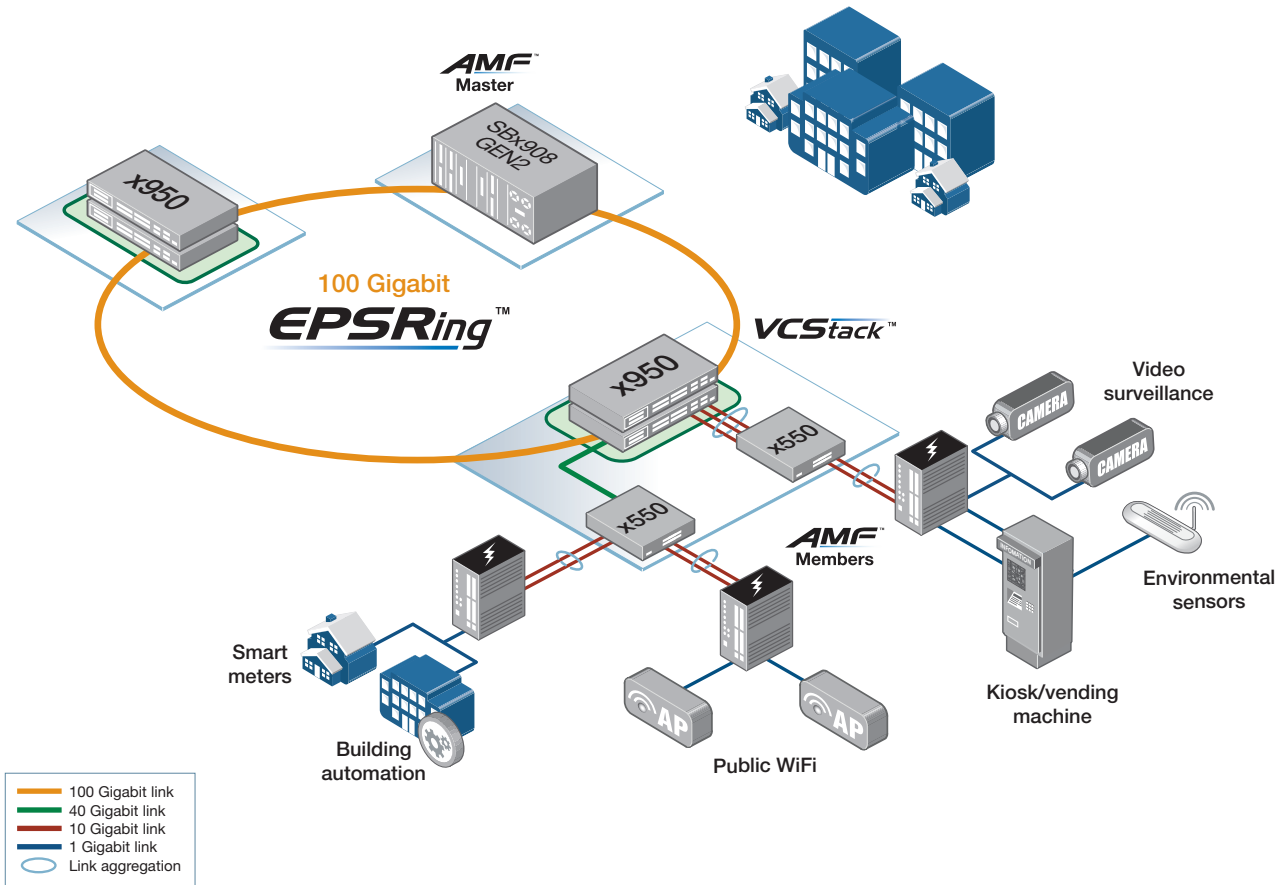 AMF™
Master
SBx908
GEN2
x950
100 Gigabit
EPSRing™
VCStack™
x950
x550
x550
Video
surveillance
CAMERA
CAMERA
AMF™
Members
INFOMATION
Environmental
sensors
Smart
meters
Kiosk/vending
machine
AP
AP
Building
automation
Public WiFi
100 Gigabit link
40 Gigabit link
10 Gigabit link
1 Gigabit link
Link aggregation